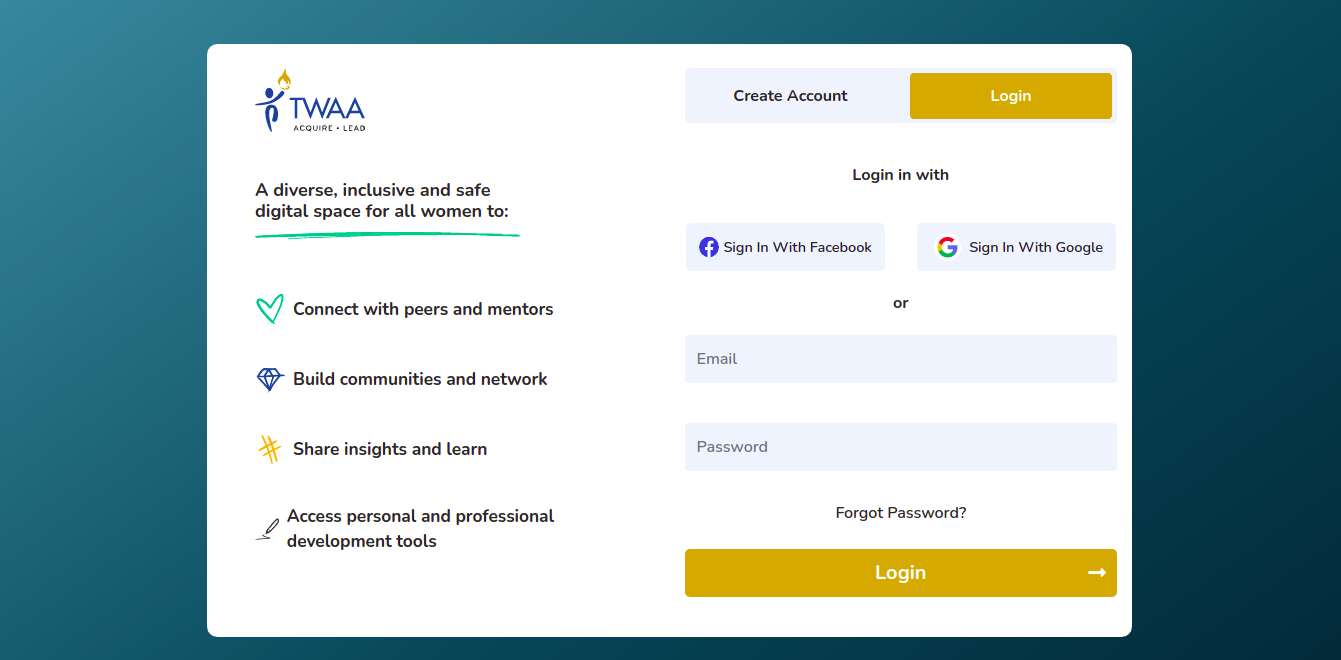 TWAA
ACQUIRE • LEAD
A diverse, inclusive and safe
digital space for all women to:
Connect with peers and mentors
Build communities and network
Share insights and learn
Access personal and professional
development tools
Create Account
Login
Login in with
Sign In With Facebook
Sign In With Google
or
Email
Password
Forgot Password?
Login